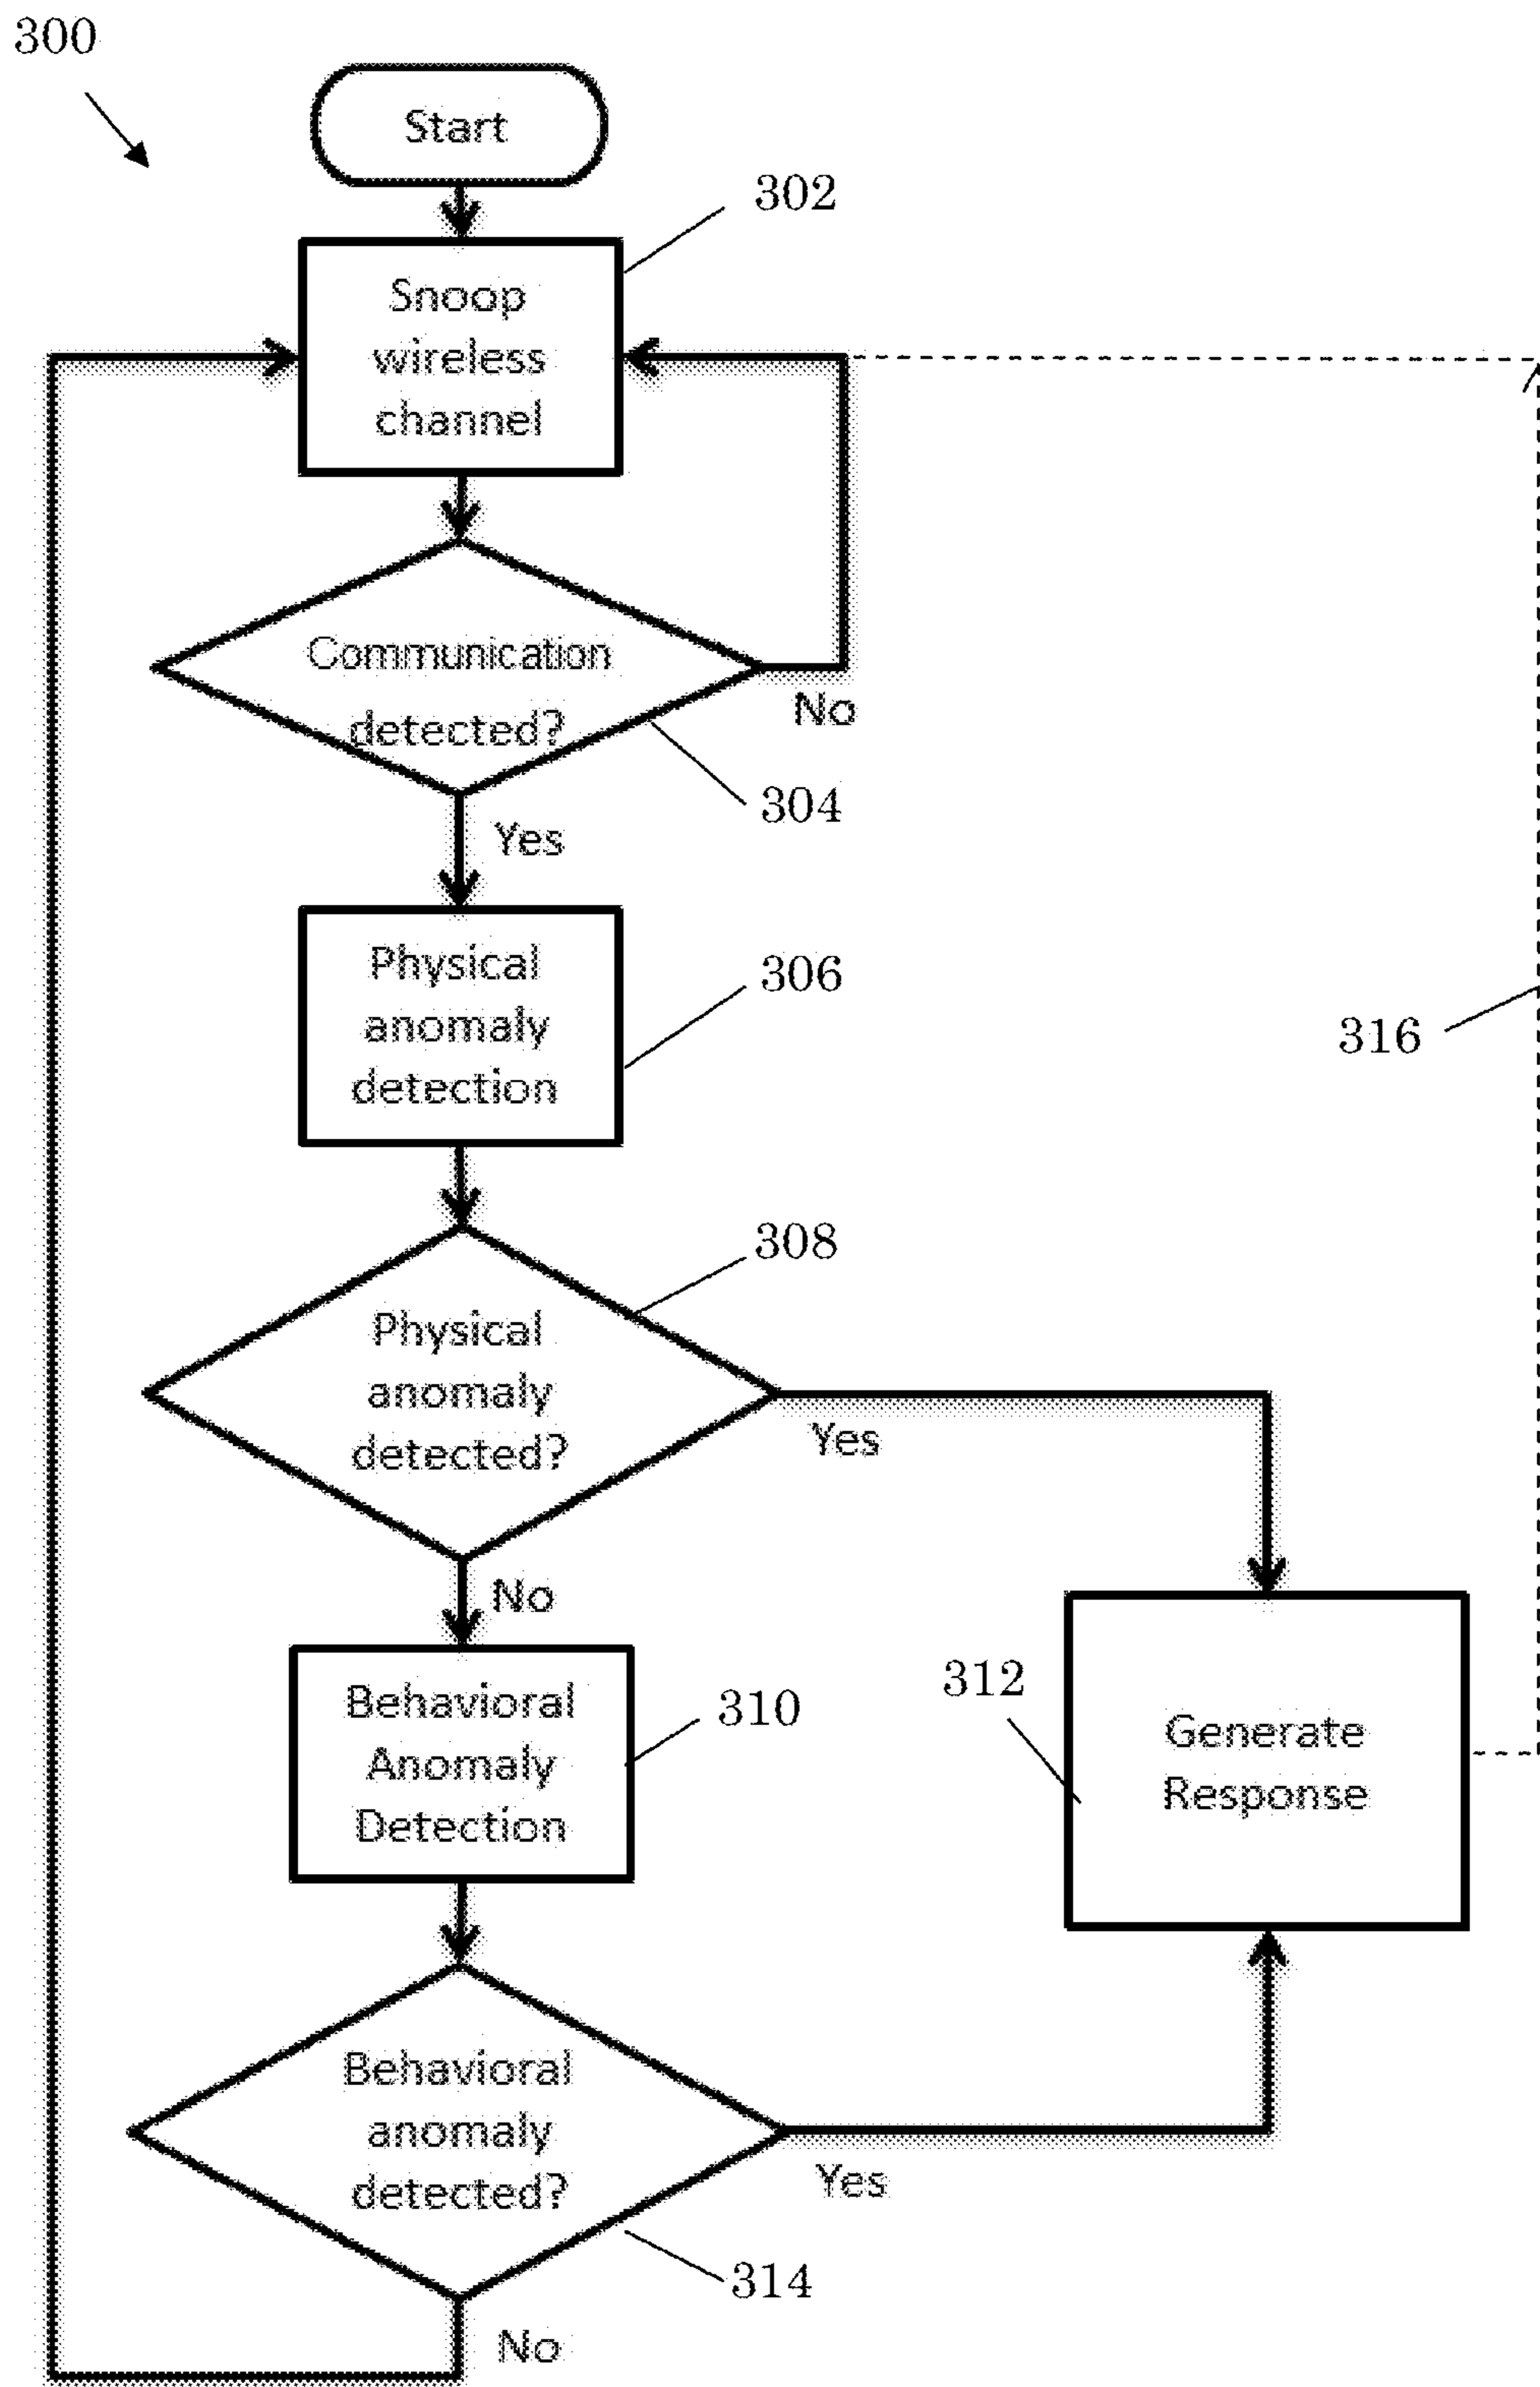 300
Start
302
Snoop
wireless
channel
Communication
detected?
No
304
Yes
Physical
anomaly
detection
306
316
308
Physical
anomaly
detected?
Yes
No
Behavioral
Anomaly
Detection
310
312
Generate
Response
Behavioral
anomaly
detected?
Yes
314
No